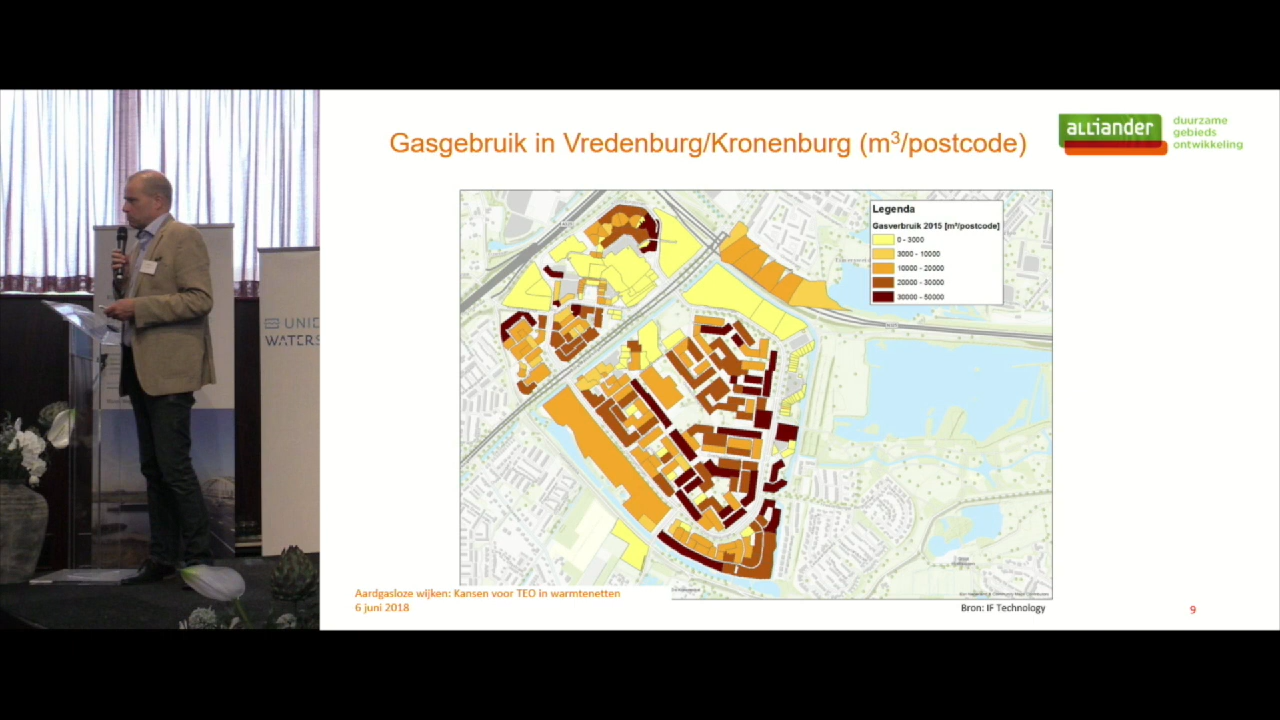 Gasgebruik in Vredenburg/Kronenburg (m³/postcode)
alliander
duurzame
gebieds
ontwikkeling
Legenda
Gasverbruik 2015 [m³/postcode]
0 - 3000
3000 - 10000
10000 - 20000
20000 - 30000
30000 - 50000
UNIE
WATERS
Aardgasloze wijken: Kansen voor TEO in warmtenetten
6 juni 2018
Bron: IF Technology
9